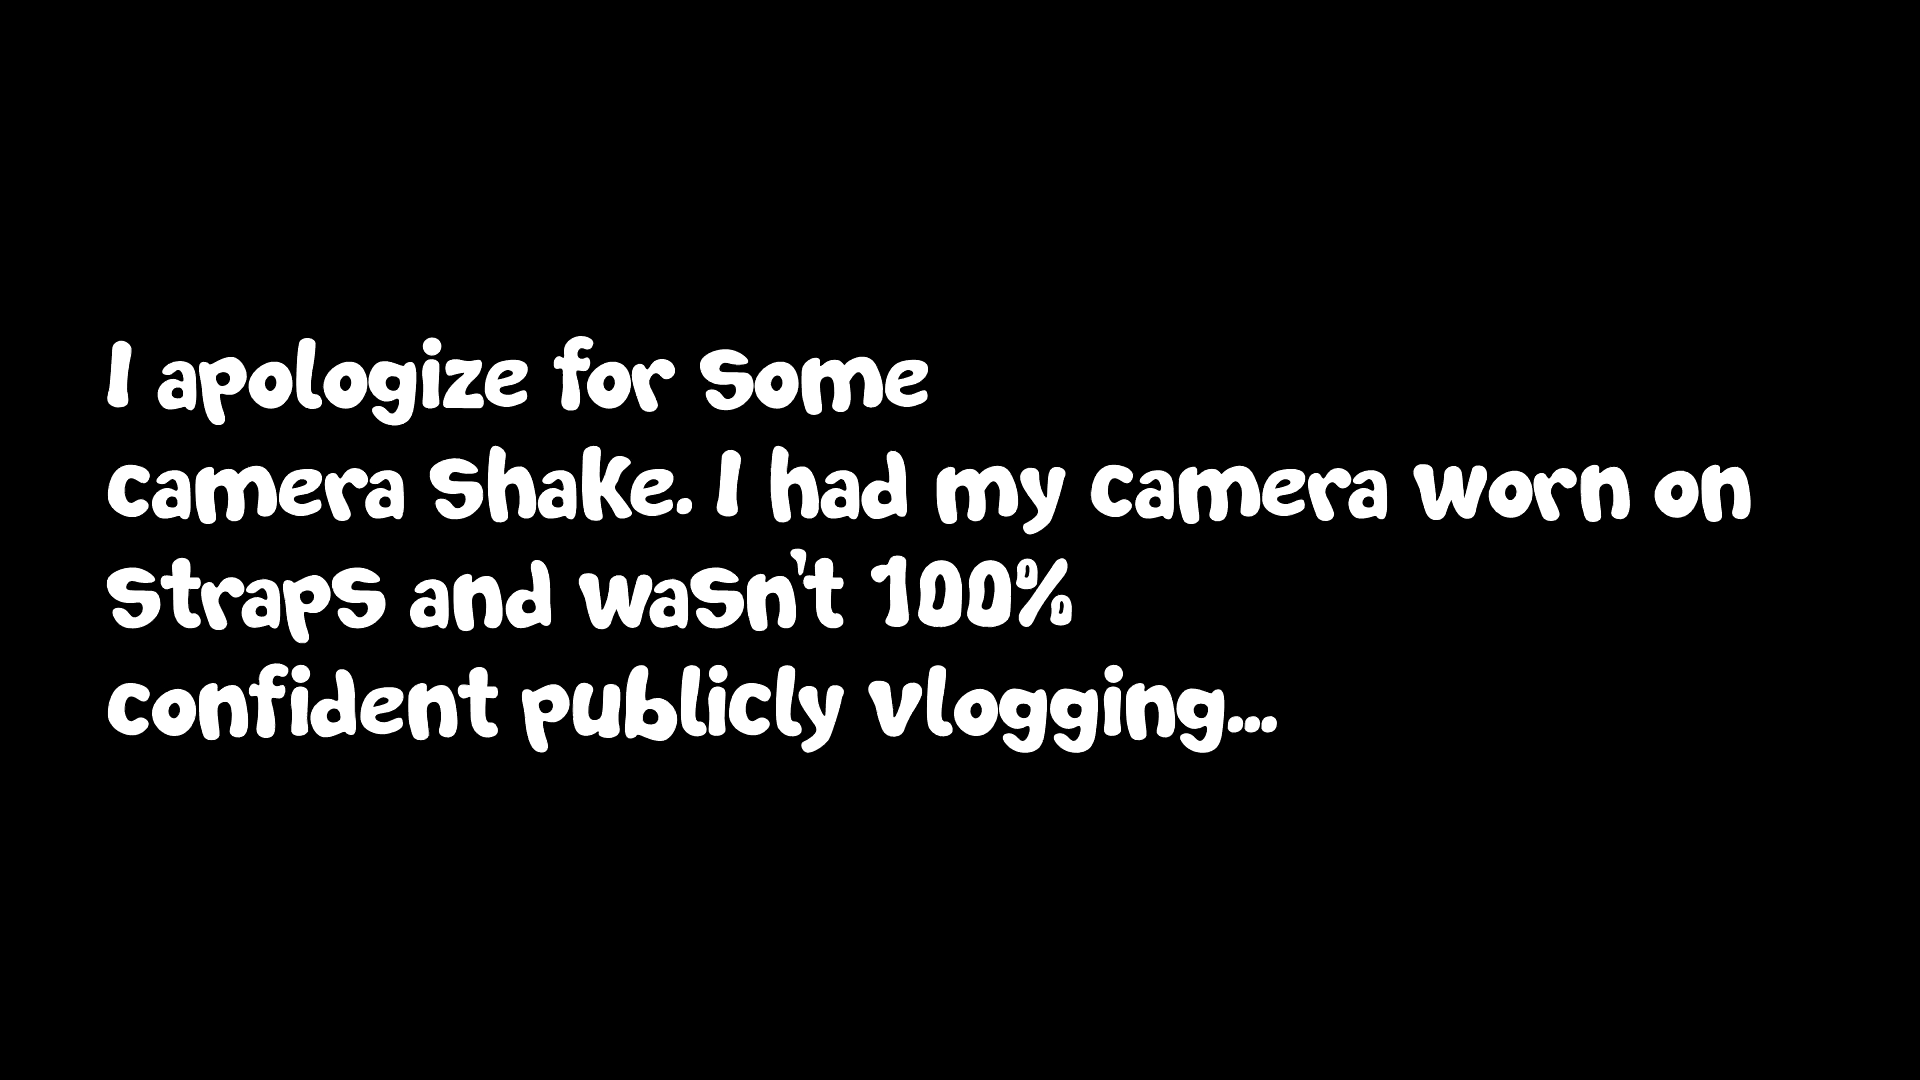 I apologize for some
camera shake. I had my camera worn on
straps and wasn't 100%
confident publicly vlogging...